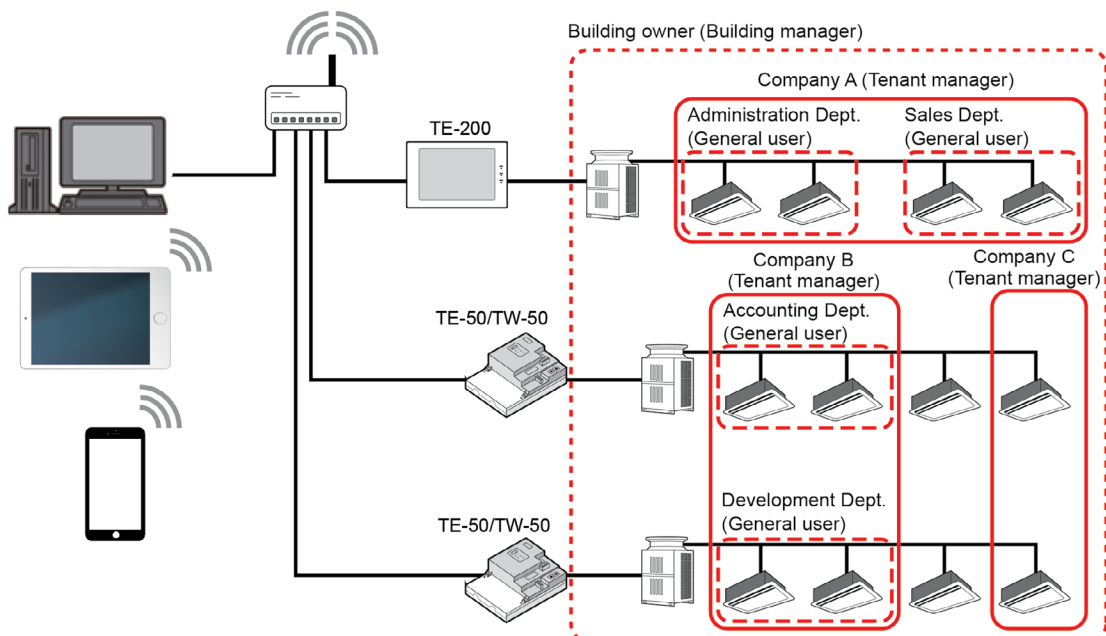 Building owner (Building manager)
Company A (Tenant manager)
TE-200
Administration Dept.
(General user)
Sales Dept.
(General user)
Company B
(Tenant manager)
Company C
(Tenant manager)
TE-50/TW-50
Accounting Dept.
(General user)
TE-50/TW-50
Development Dept.
(General user)